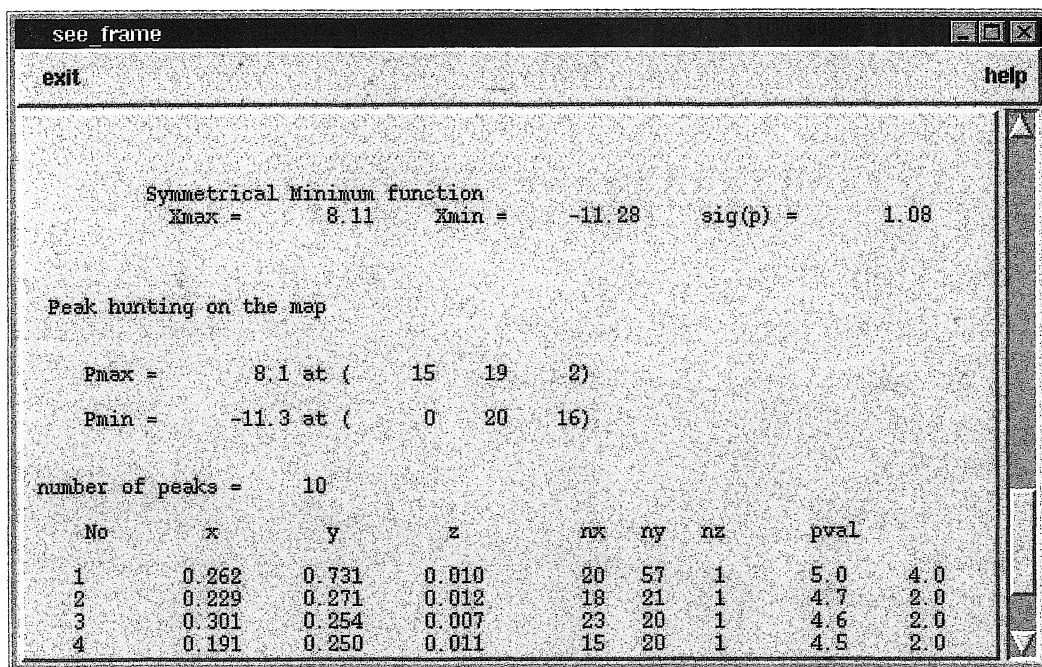 see_frame
exit help
Symmetrical Minimum function
Xmax = 8.11 Xmin = -11.28 sig(p) = 1.08
Peak hunting on the map
Pmax = 8.1 at ( 15 19 2)
Pmin = -11.3 at ( 0 20 16)
number of peaks = 10
No x y z nx ny nz pval
1 0.262 0.731 0.010 20 57 1 5.0 4.0
2 0.229 0.271 0.012 18 21 1 4.7 2.0
3 0.301 0.254 0.007 23 20 1 4.6 2.0
4 0.191 0.250 0.011 15 20 1 4.5 2.0